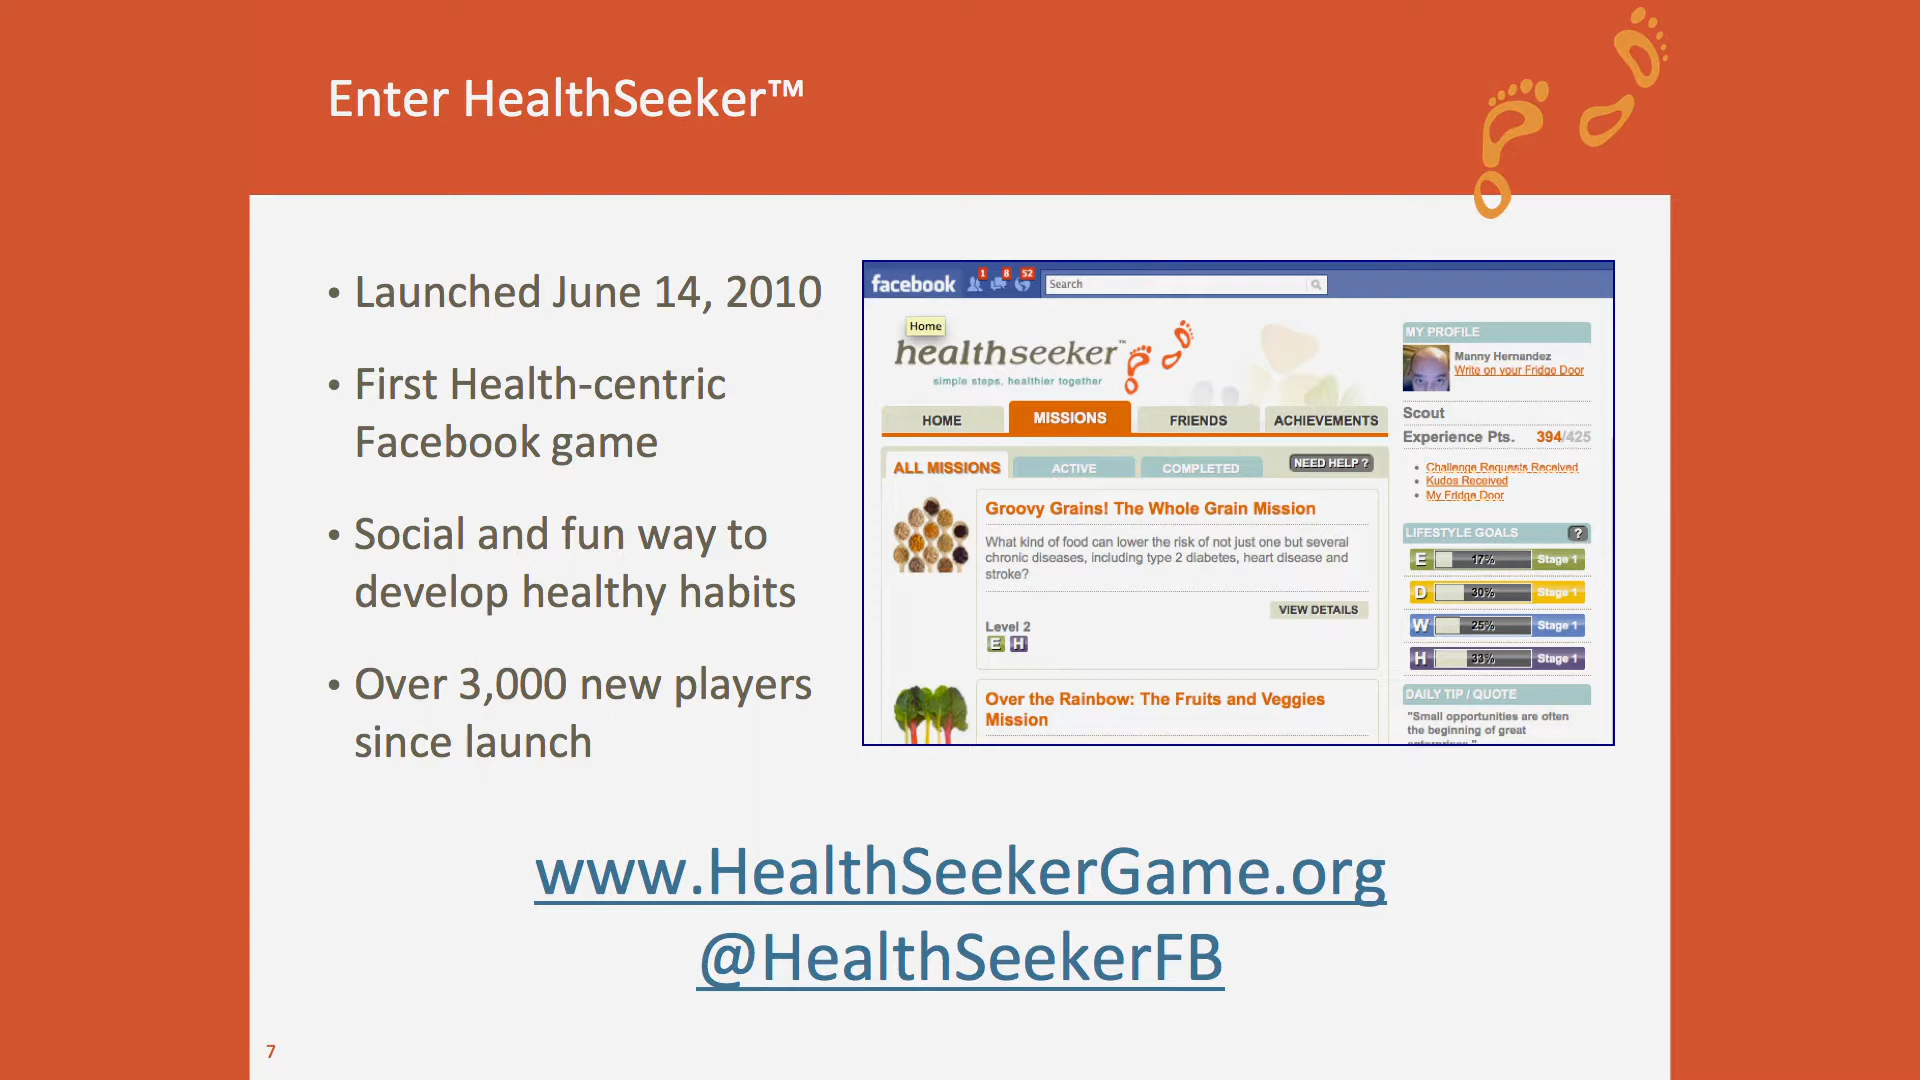 Enter HealthSeeker™
• Launched June 14, 2010
• First Health-centric
Facebook game
• Social and fun way to
develop healthy habits
• Over 3,000 new players
since launch
facebook
1
8
52
Search
Home
healthseeker™
simple steps, healthier together
HOME
MISSIONS
FRIENDS
ACHIEVEMENTS
ALL MISSIONS
ACTIVE
COMPLETED
NEED HELP ?
Groovy Grains! The Whole Grain Mission
What kind of food can lower the risk of not just one but several
chronic diseases, including type 2 diabetes, heart disease and
stroke?
VIEW DETAILS
Level 2
E H
Over the Rainbow: The Fruits and Veggies
Mission
MY PROFILE
Manny Hernandez
Write on your Fridge Door
Scout
Experience Pts. 394/425
• Challenge Requests Received
• Kudos Received
• My Fridge Door
LIFESTYLE GOALS ?
E 17% Stage 1
D 30% Stage 1
W 25% Stage 1
H 33% Stage 1
DAILY TIP / QUOTE
"Small opportunities are often
the beginning of great
enterprises."
www.HealthSeekerGame.org
@HealthSeekerFB
7